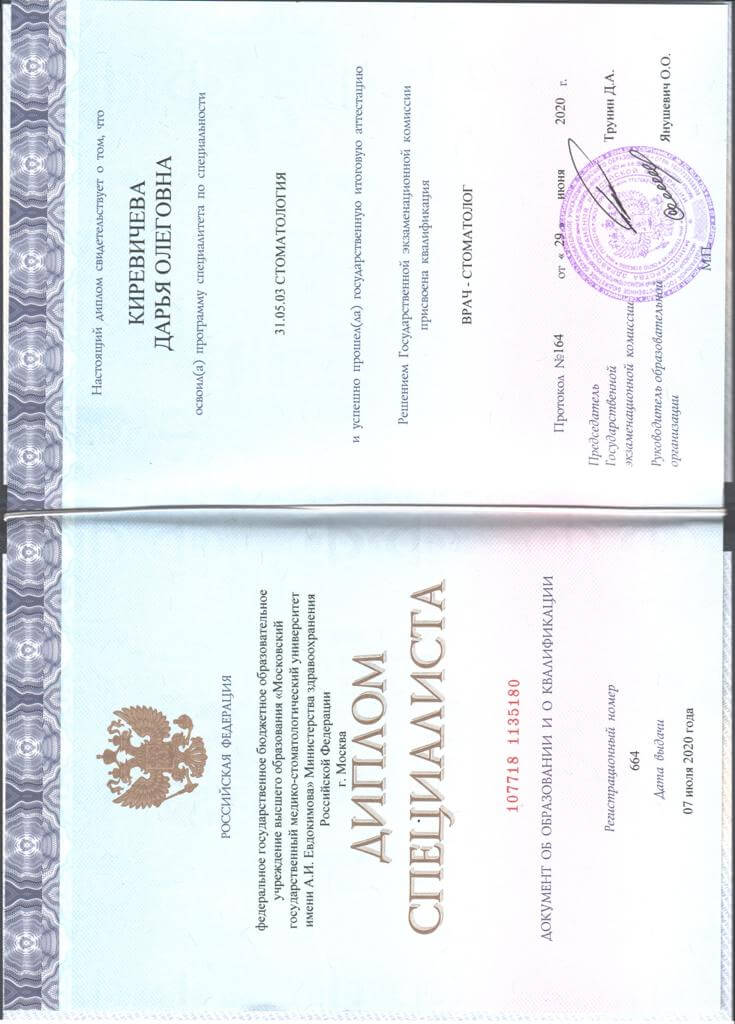 РОССИЙСКАЯ ФЕДЕРАЦИЯ
федеральное государственное бюджетное образовательное
учреждение высшего образования «Московский
государственный медико-стоматологический университет
имени А.И. Евдокимова» Министерства здравоохранения
Российской Федерации
г. Москва
ДИПЛОМ
СПЕЦИАЛИСТА
107718 1135180
ДОКУМЕНТ ОБ ОБРАЗОВАНИИ И О КВАЛИФИКАЦИИ
Регистрационный номер
664
Дата выдачи
07 июля 2020 года
Настоящий диплом свидетельствует о том, что
КИРЕВИЧЕВА
ДАРЬЯ ОЛЕГОВНА
освоил(а) программу специалитета по специальности
31.05.03 СТОМАТОЛОГИЯ
и успешно прошел(ла) государственную итоговую аттестацию
Решением Государственной экзаменационной комиссии
присвоена квалификация
ВРАЧ - СТОМАТОЛОГ
Протокол №164 от « 29 » июня 2020 г.
Председатель
Государственной
экзаменационной комиссии
Трунин Д.А.
Руководитель образовательной
организации
Янушевич О.О.
М.П.